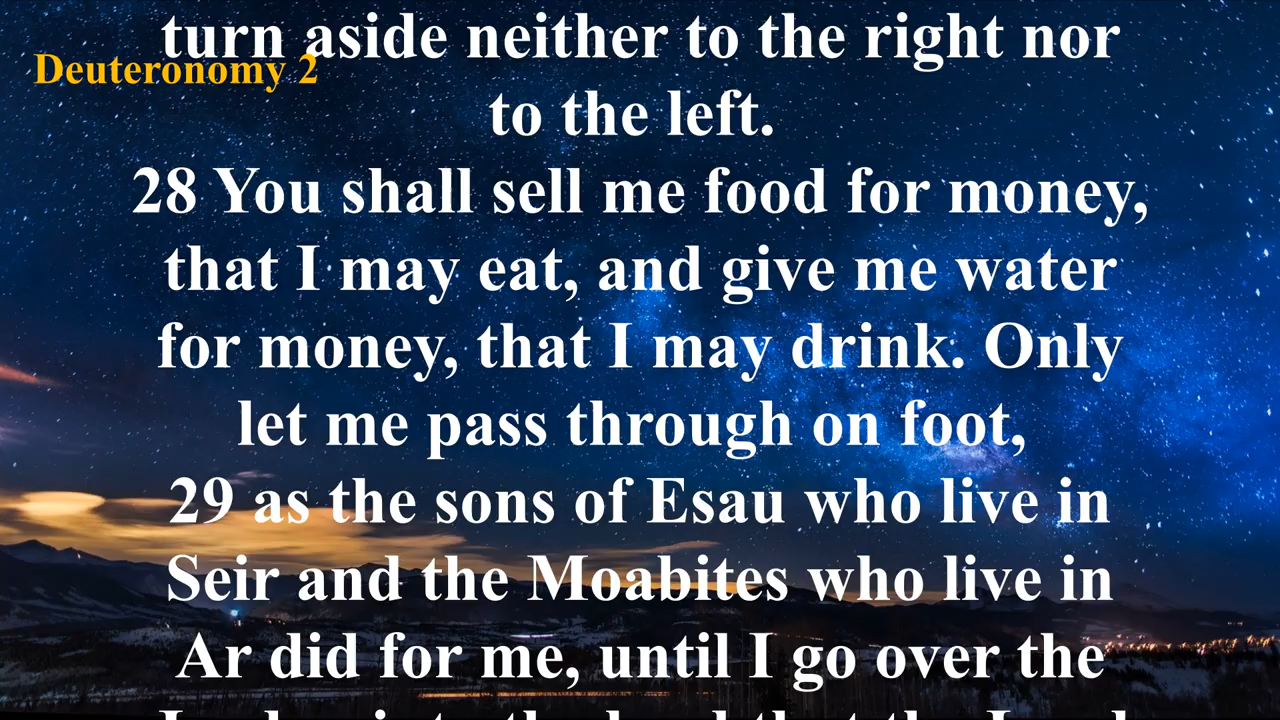 turn aside neither to the right nor
Deuteronomy 2
to the left.
28 You shall sell me food for money,
that I may eat, and give me water
for money, that I may drink. Only
let me pass through on foot,
29 as the sons of Esau who live in
Seir and the Moabites who live in
Ar did for me, until I go over the